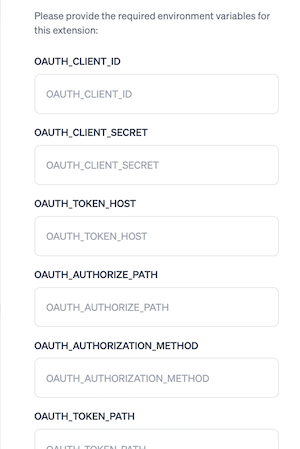 Please provide the required environment variables for
this extension:
OAUTH_CLIENT_ID
OAUTH_CLIENT_ID
OAUTH_CLIENT_SECRET
OAUTH_CLIENT_SECRET
OAUTH_TOKEN_HOST
OAUTH_TOKEN_HOST
OAUTH_AUTHORIZE_PATH
OAUTH_AUTHORIZE_PATH
OAUTH_AUTHORIZATION_METHOD
OAUTH_AUTHORIZATION_METHOD
OAUTH_TOKEN_PATH
OAUTH_TOKEN_PATH